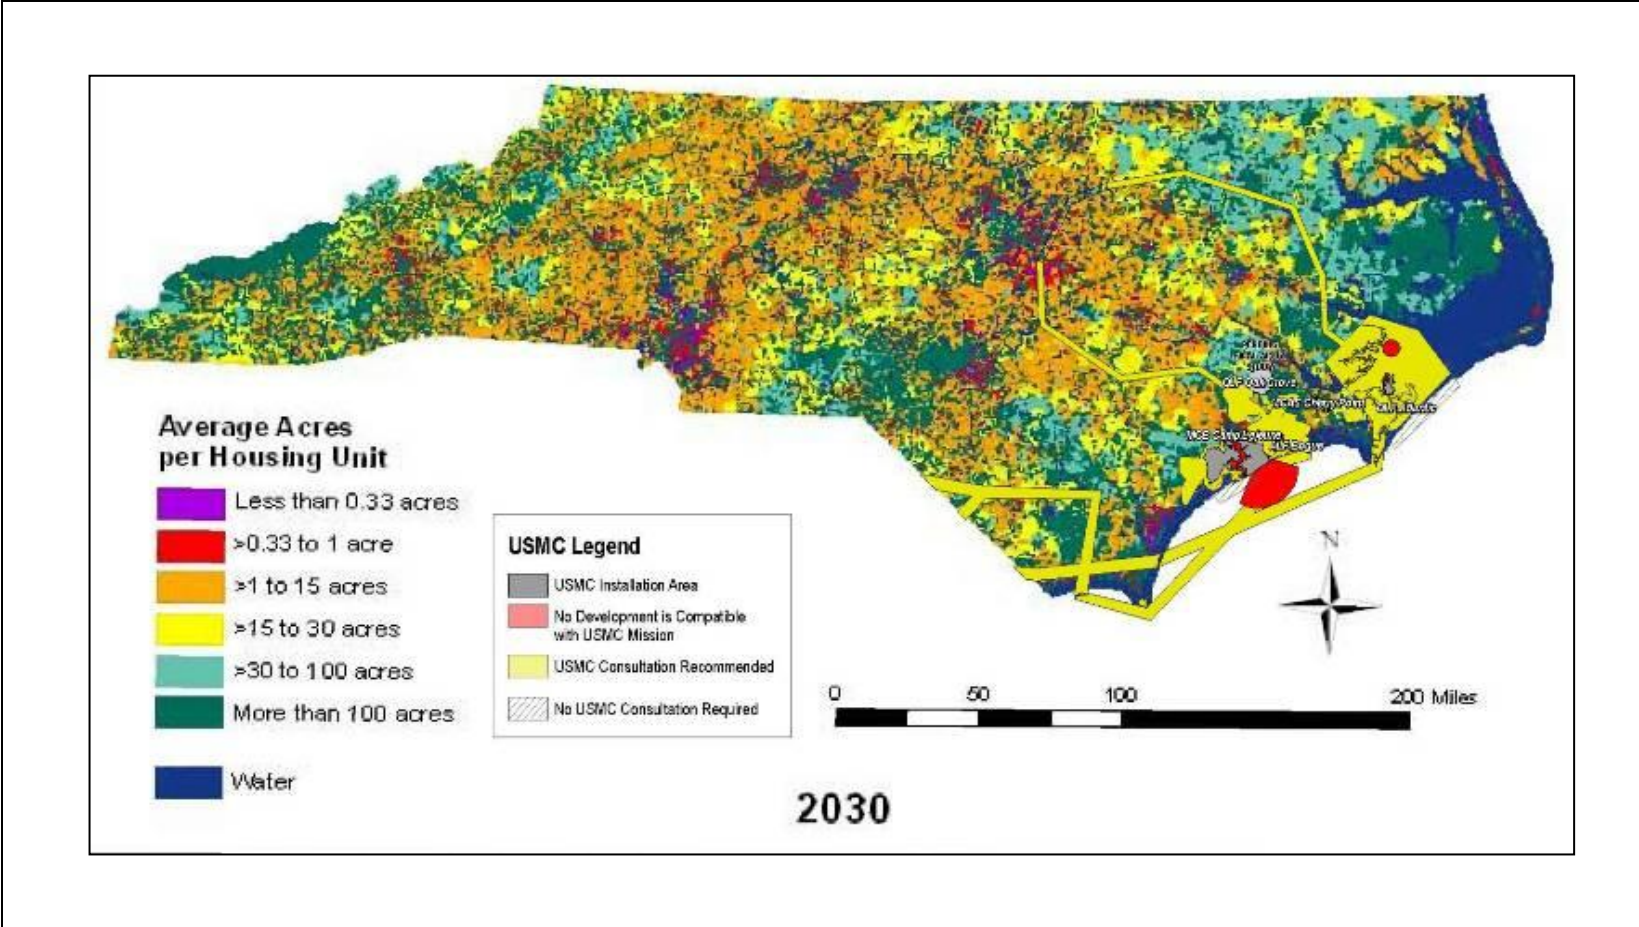 OLF Oak Grove
MCAS Cherry Point
MCB Camp Lejeune
Average Acres
per Housing Unit
Less than 0.33 acres
>0.33 to 1 acre
>1 to 15 acres
>15 to 30 acres
>30 to 100 acres
More than 100 acres
Water
USMC Legend
USMC Installation Area
No Development is Compatible
with USMC Mission
USMC Consultation Recommended
No USMC Consultation Required
N
0 50 100 200 Miles
2030